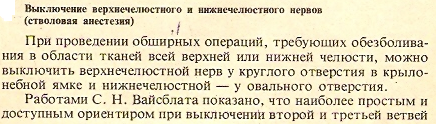 Выключение верхнечелюстного и нижнечелюстного нервов
(стволовая анестезия)
При проведении обширных операций, требующих обезболива-
ния в области тканей всей верхней или нижней челюсти, можно
выключить верхнечелюстной нерв у круглого отверстия в крыло-
небной ямке и нижнечелюстной — у овального отверстия.
Работами С. Н. Вайсблата показано, что наиболее простым и
доступным ориентиром при выключении второй и третьей ветвей